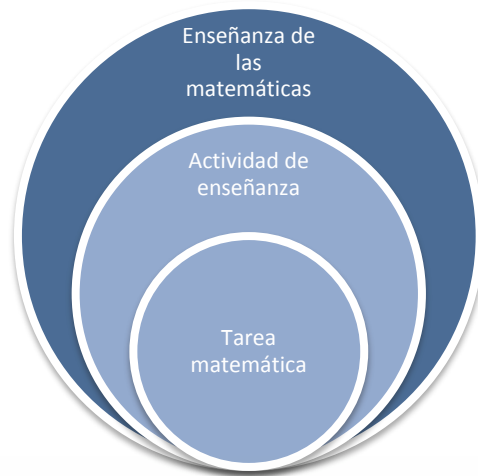 Enseñanza de
las
matemáticas
Actividad de
enseñanza
Tarea
matemática